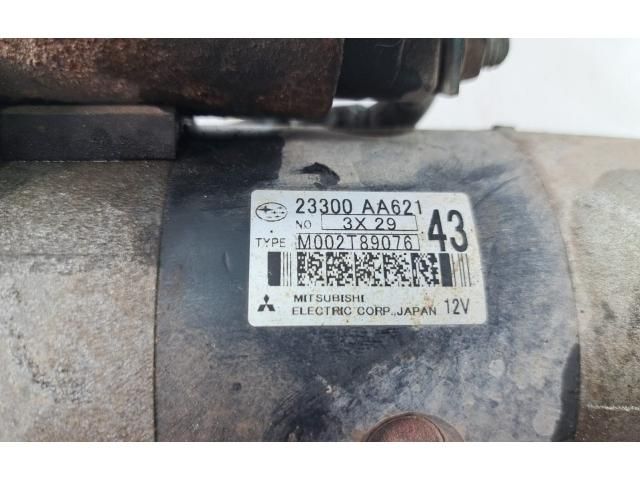 23300 AA621
NO 3X 29
43
TYPE M002T89076
MITSUBISHI
ELECTRIC CORP., JAPAN 12V